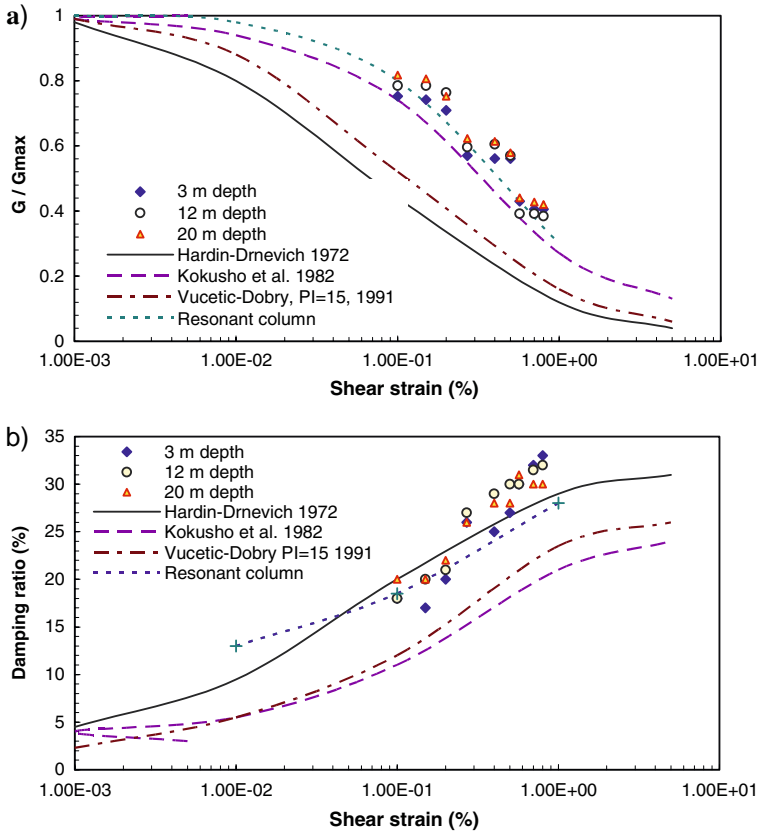 a)
1
0.8
0.6
0.4
0.2
0
G / Gmax
3 m depth
12 m depth
20 m depth
Hardin-Drnevich 1972
Kokusho et al. 1982
Vucetic-Dobry, PI=15, 1991
Resonant column
1.00E-03 1.00E-02 1.00E-01 1.00E+00 1.00E+01
Shear strain (%)
b)
35
30
25
20
15
10
5
0
Damping ratio (%)
3 m depth
12 m depth
20 m depth
Hardin-Drnevich 1972
Kokusho et al. 1982
Vucetic-Dobry PI=15 1991
Resonant column
1.00E-03 1.00E-02 1.00E-01 1.00E+00 1.00E+01
Shear strain (%)